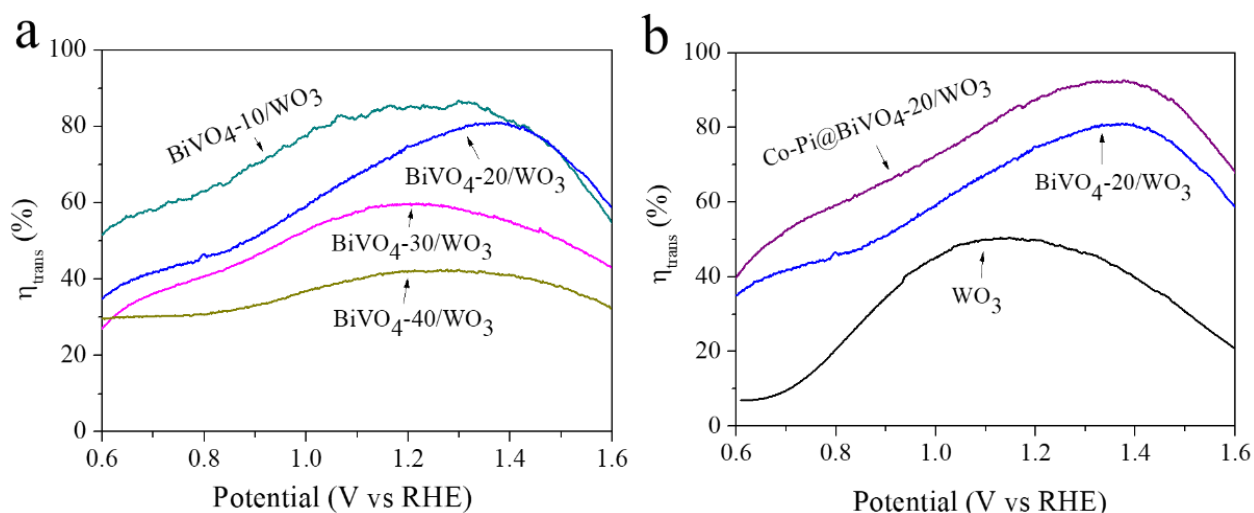 a
100
80
60
40
20
0
η_trans (%)
BiVO4-10/WO3
BiVO4-20/WO3
BiVO4-30/WO3
BiVO4-40/WO3
0.6 0.8 1.0 1.2 1.4 1.6
Potential (V vs RHE)
b
100
80
60
40
20
0
η_trans (%)
Co-Pi@BiVO4-20/WO3
BiVO4-20/WO3
WO3
0.6 0.8 1.0 1.2 1.4 1.6
Potential (V vs RHE)